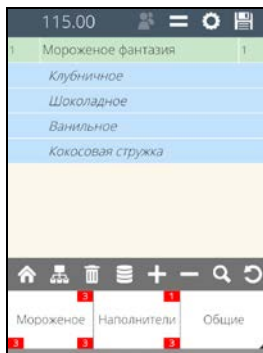 115.00
1 Мороженое фантазия 1
Клубничное
Шоколадное
Ванильное
Кокосовая стружка
3 1
Мороженое Наполнители Общие
3 3 3